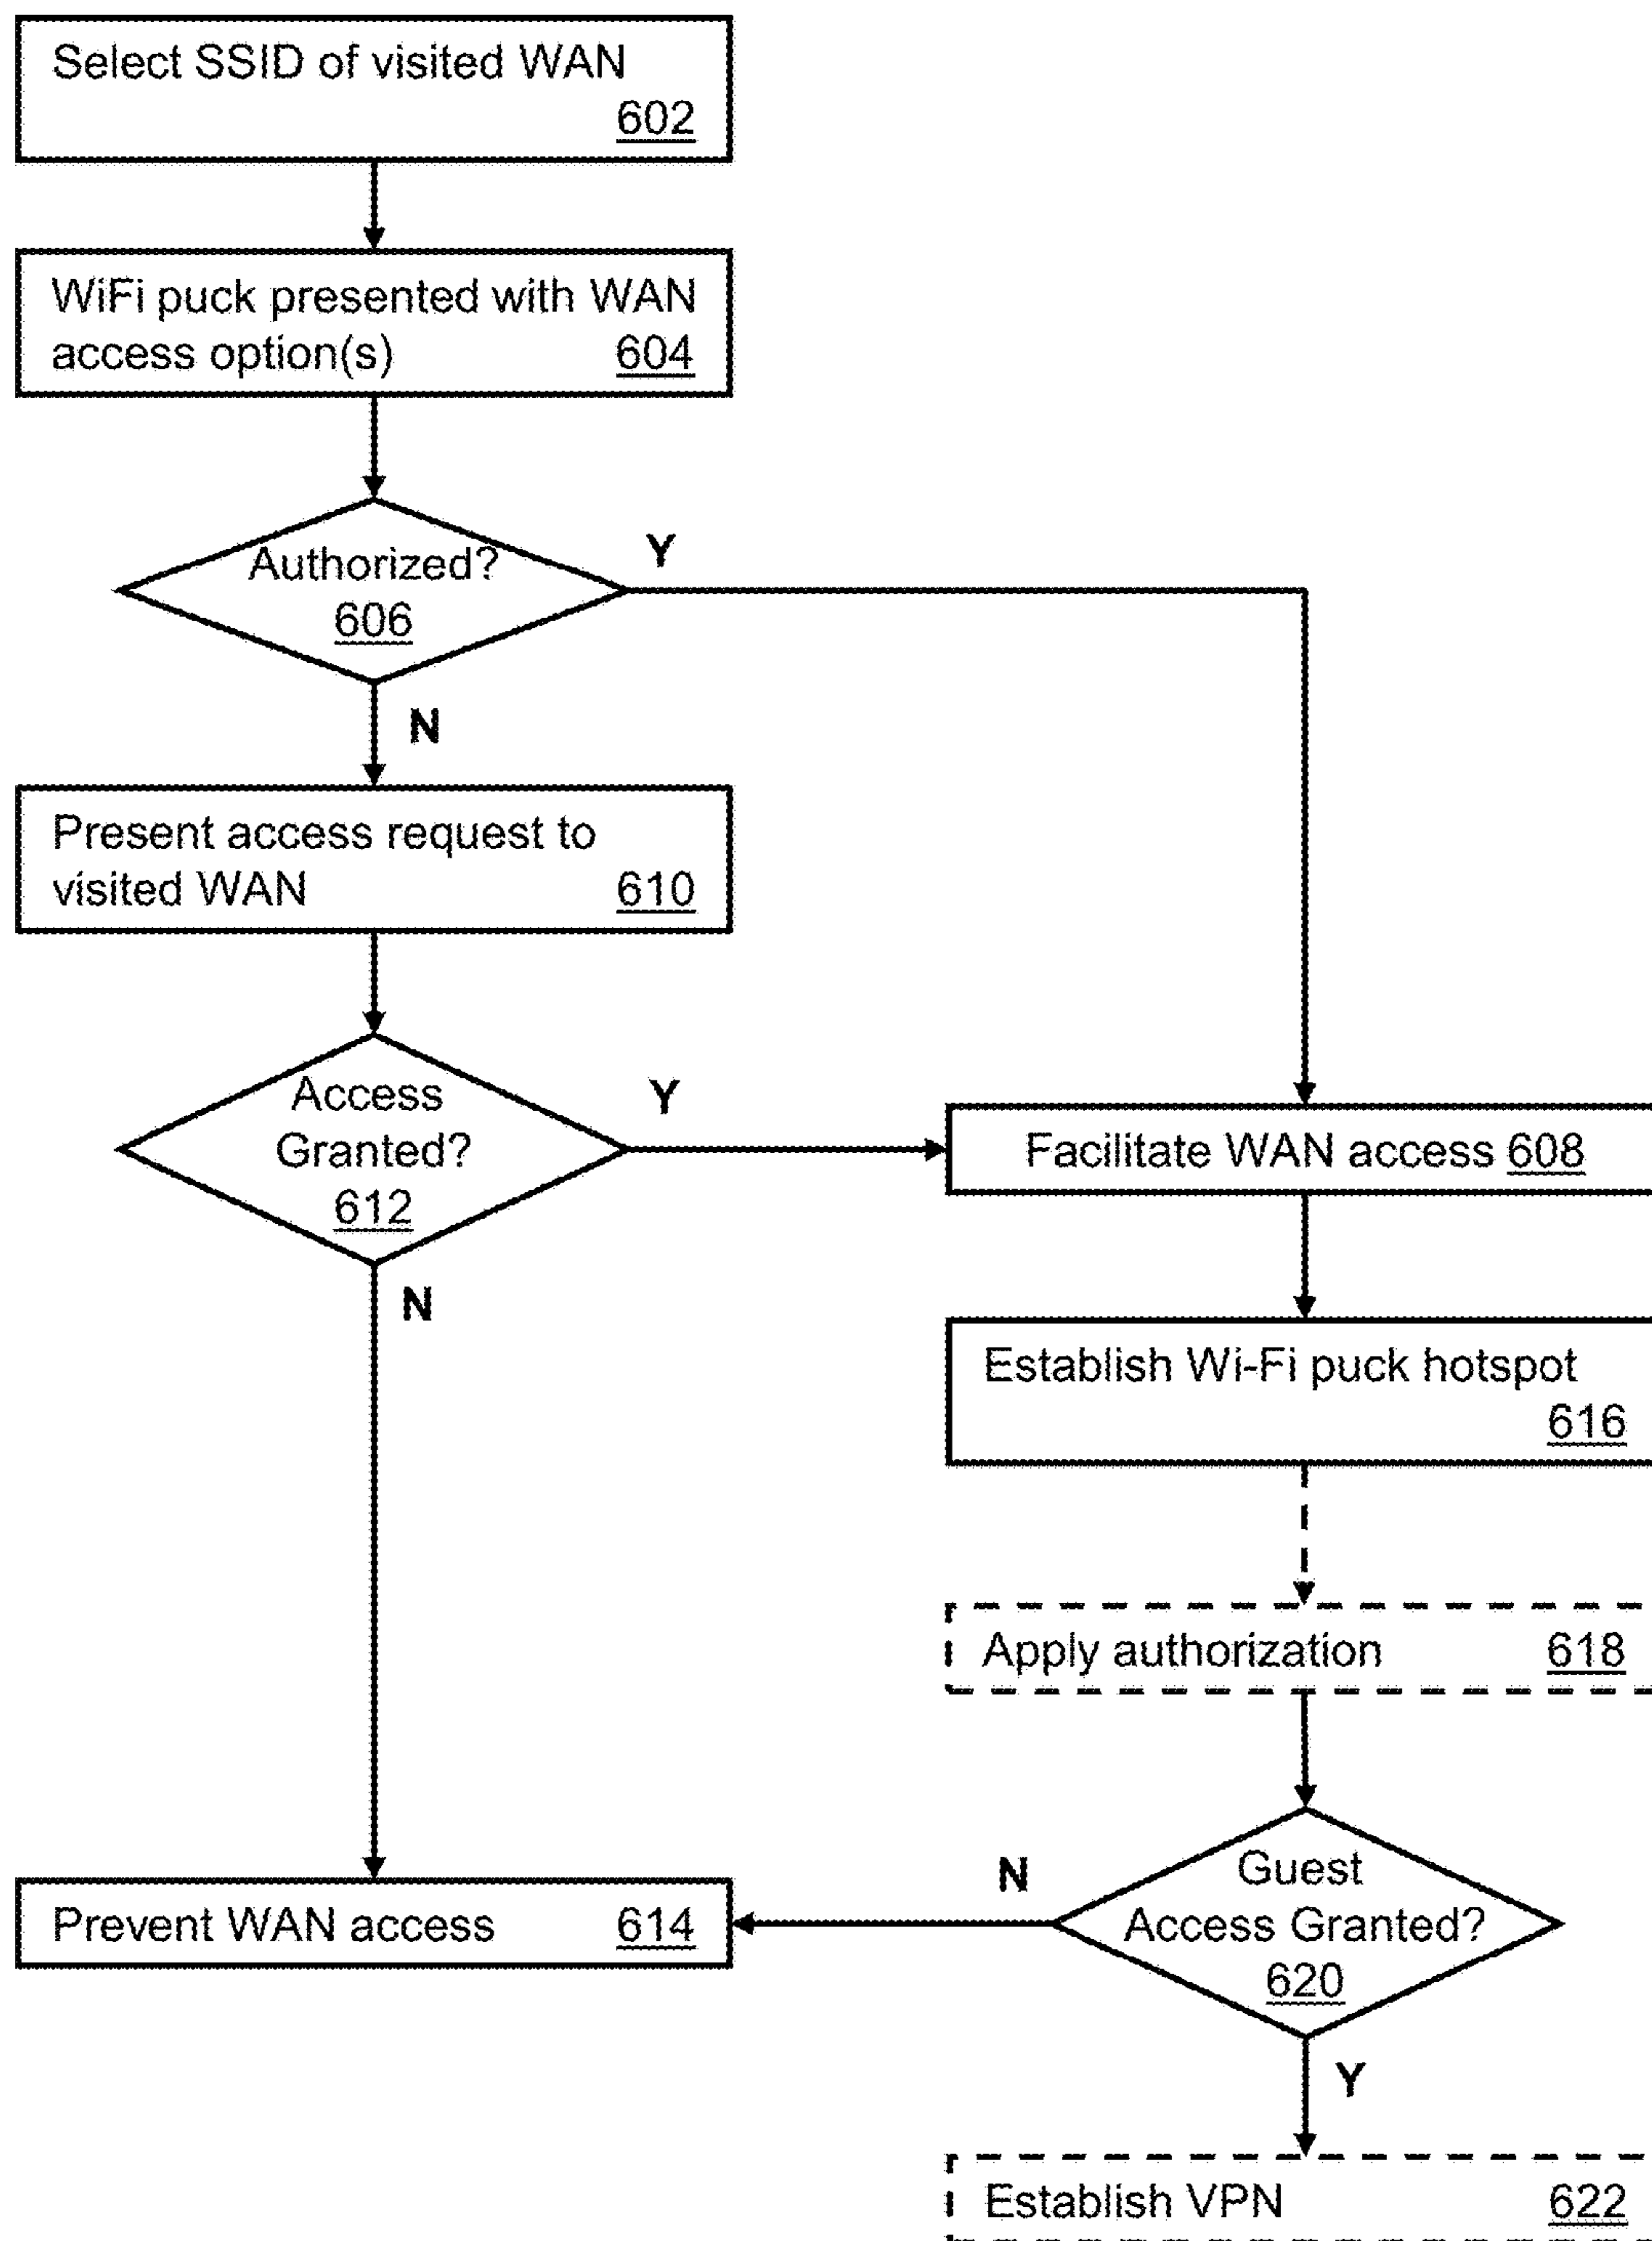 Select SSID of visited WAN
602
WiFi puck presented with WAN
access option(s) 604
Authorized?
606
Y
N
Present access request to
visited WAN 610
Access
Granted?
612
Y
N
Facilitate WAN access 608
Establish Wi-Fi puck hotspot
616
Apply authorization 618
Guest
Access Granted?
620
N
Y
Prevent WAN access 614
Establish VPN 622